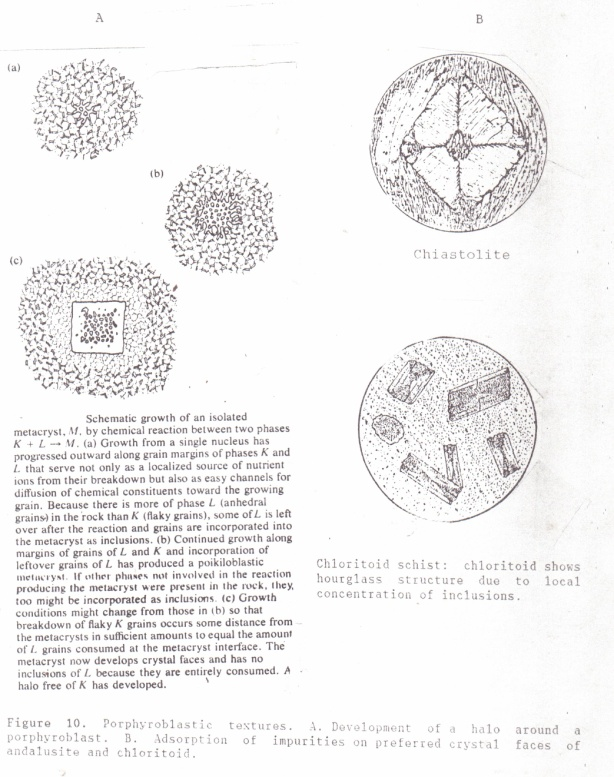 A
B
(a)
(b)
(c)
Chiastolite
Schematic growth of an isolated
metacryst, M, by chemical reaction between two phases
K + L → M. (a) Growth from a single nucleus has
progressed outward along grain margins of phases K and
L that serve not only as a localized source of nutrient
ions from their breakdown but also as easy channels for
diffusion of chemical constituents toward the growing
grain. Because there is more of phase L (anhedral
grains) in the rock than K (flaky grains), some of L is left
over after the reaction and grains are incorporated into
the metacryst as inclusions. (b) Continued growth along
margins of grains of L and K and incorporation of
leftover grains of L has produced a poikiloblastic
metacryst. If other phases not involved in the reaction
producing the metacryst were present in the rock, they,
too might be incorporated as inclusions. (c) Growth
conditions might change from those in (b) so that
breakdown of flaky K grains occurs some distance from
the metacrysts in sufficient amounts to equal the amount
of L grains consumed at the metacryst interface. The
metacryst now develops crystal faces and has no
inclusions of L because they are entirely consumed. A
halo free of K has developed.
Chloritoid schist: chloritoid shows
hourglass structure due to local
concentration of inclusions.
Figure 10. Porphyroblastic textures. A. Development of a halo around a
porphyroblast. B. Adsorption of impurities on preferred crystal faces of
andalusite and chloritoid.